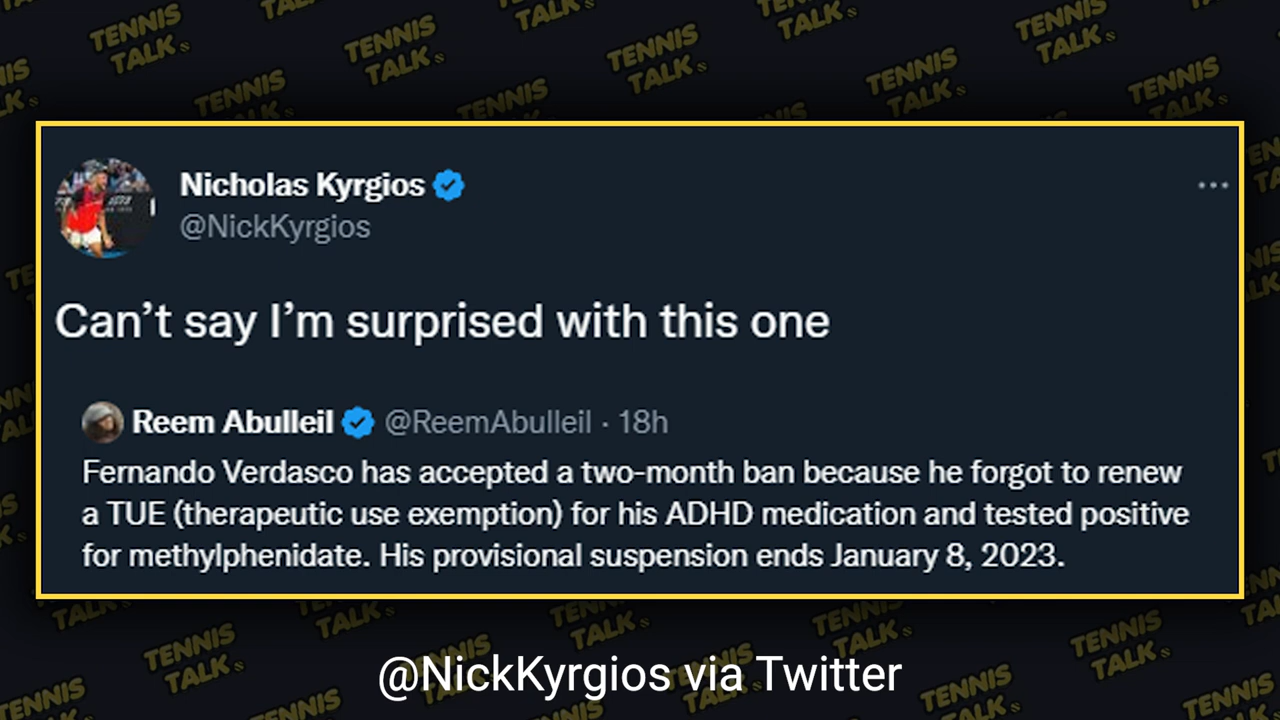 Nicholas Kyrgios
@NickKyrgios
Can’t say I’m surprised with this one
Reem Abulleil @ReemAbulleil · 18h
Fernando Verdasco has accepted a two-month ban because he forgot to renew
a TUE (therapeutic use exemption) for his ADHD medication and tested positive
for methylphenidate. His provisional suspension ends January 8, 2023.
@NickKyrgios via Twitter
TENNIS
TALK